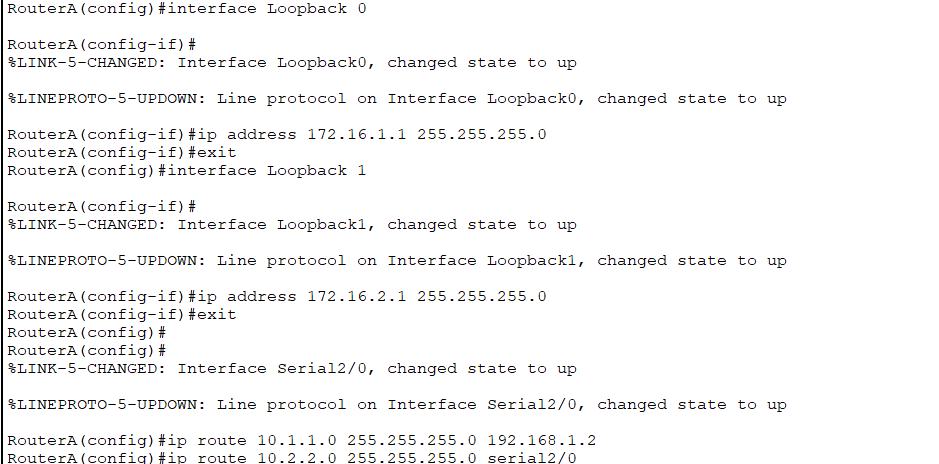 RouterA(config)#interface Loopback 0
RouterA(config-if)#
%LINK-5-CHANGED: Interface Loopback0, changed state to up
%LINEPROTO-5-UPDOWN: Line protocol on Interface Loopback0, changed state to up
RouterA(config-if)#ip address 172.16.1.1 255.255.255.0
RouterA(config-if)#exit
RouterA(config)#interface Loopback 1
RouterA(config-if)#
%LINK-5-CHANGED: Interface Loopback1, changed state to up
%LINEPROTO-5-UPDOWN: Line protocol on Interface Loopback1, changed state to up
RouterA(config-if)#ip address 172.16.2.1 255.255.255.0
RouterA(config-if)#exit
RouterA(config)#
RouterA(config)#
%LINK-5-CHANGED: Interface Serial2/0, changed state to up
%LINEPROTO-5-UPDOWN: Line protocol on Interface Serial2/0, changed state to up
RouterA(config)#ip route 10.1.1.0 255.255.255.0 192.168.1.2
RouterA(config)#ip route 10.2.2.0 255.255.255.0 serial2/0